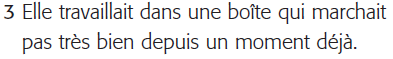 3 Elle travaillait dans une boîte qui marchait
pas très bien depuis un moment déjà.